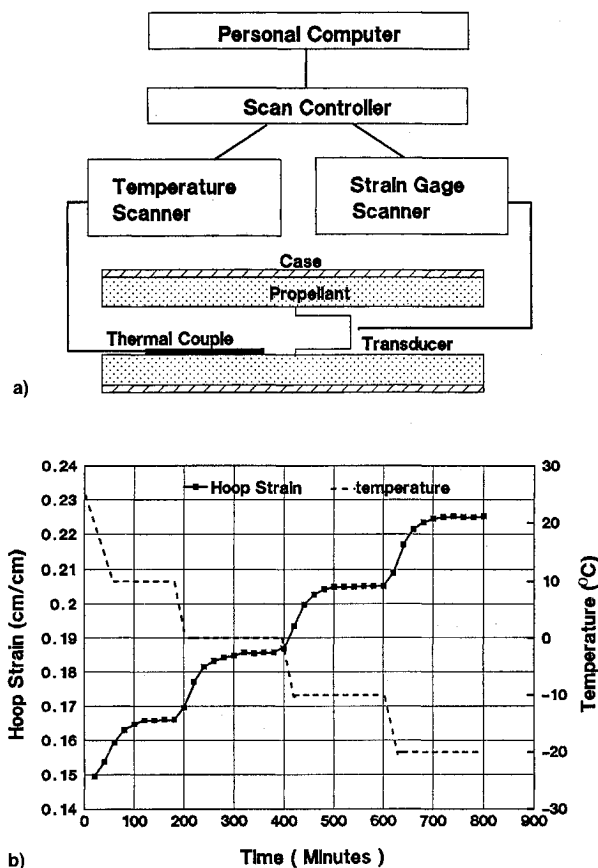 Personal Computer
Scan Controller
Temperature
Scanner
Strain Gage
Scanner
Case
Propellant
Thermal Couple
Transducer
a)
Hoop Strain
temperature
0.24
0.23
0.22
0.21
0.2
0.19
0.18
0.17
0.16
0.15
0.14
Hoop Strain (cm/cm)
30
20
10
0
-10
-20
-30
Temperature (ºC)
0 100 200 300 400 500 600 700 800 900
Time ( Minutes )
b)